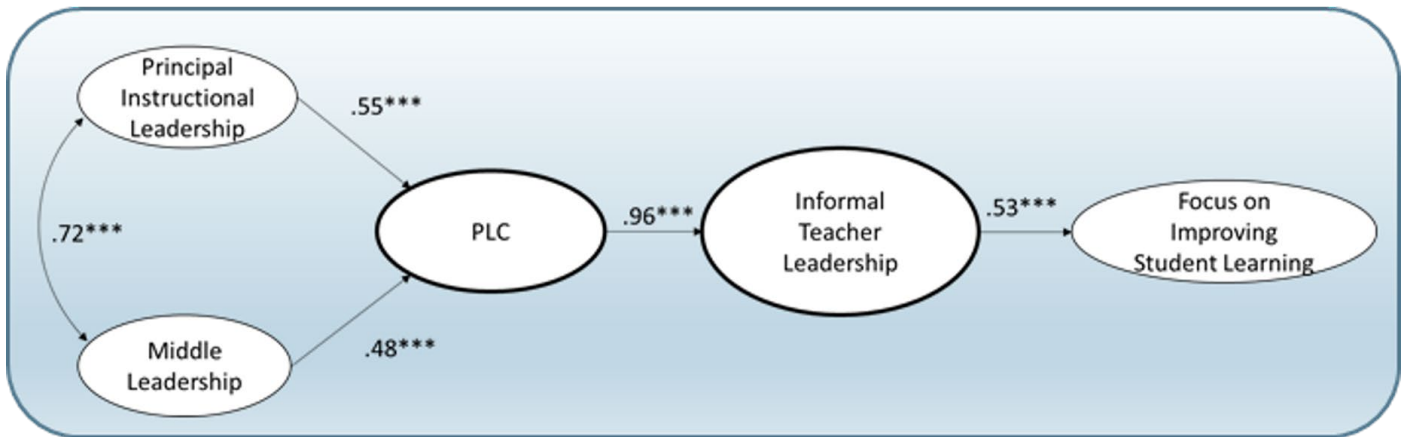 Principal
Instructional
Leadership
.55***
.72***
Middle
Leadership
.48***
PLC
.96***
Informal
Teacher
Leadership
.53***
Focus on
Improving
Student Learning